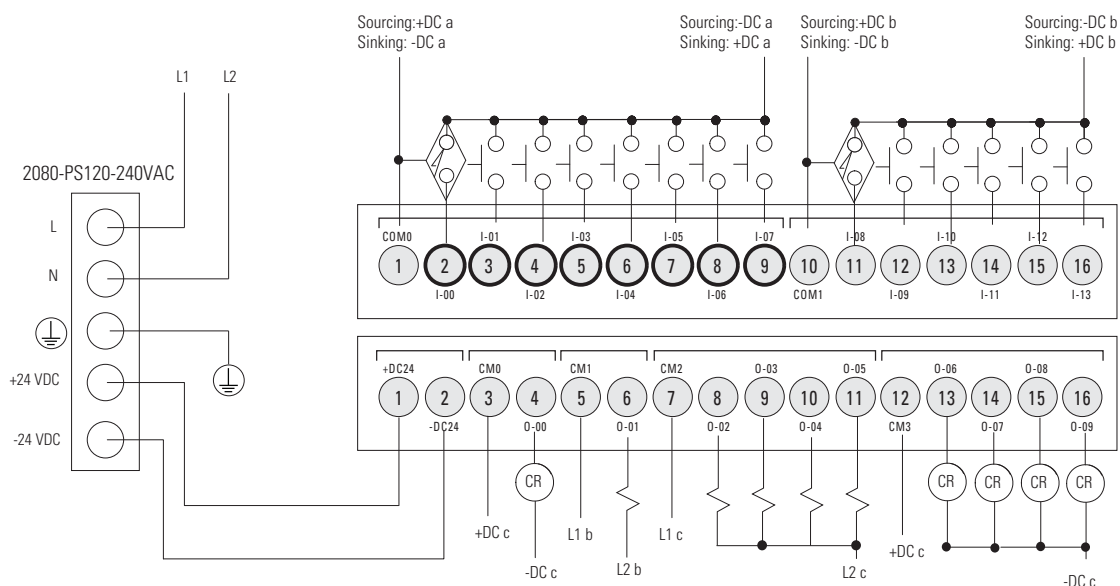 Sourcing:+DC a
Sinking: -DC a
Sourcing:-DC a
Sinking: +DC a
Sourcing:+DC b
Sinking: -DC b
Sourcing:-DC b
Sinking: +DC b
L1 L2
2080-PS120-240VAC
L
N
+24 VDC
-24 VDC
COM0 I-01 I-03 I-05 I-07 I-08 I-10 I-12
1 2 3 4 5 6 7 8 9 10 11 12 13 14 15 16
I-00 I-02 I-04 I-06 COM1 I-09 I-11 I-13
+DC24 CM0 CM1 CM2 O-03 O-05 O-06 O-08
1 2 3 4 5 6 7 8 9 10 11 12 13 14 15 16
-DC24 O-00 O-01 O-02 O-04 CM3 O-07 O-09
CR CR CR CR CR
+DC c L1 b L1 c +DC c
-DC c L2 b L2 c -DC c